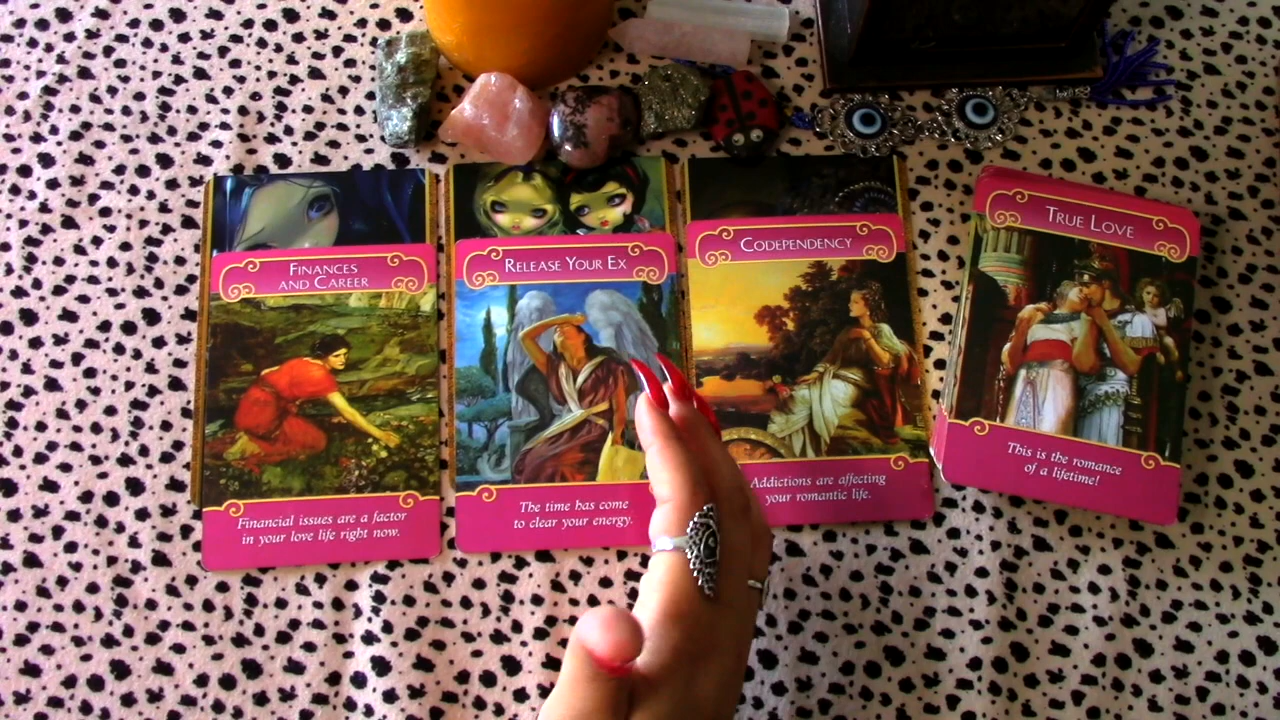 FINANCES
AND CAREER
Financial issues are a factor
in your love life right now.
RELEASE YOUR EX
The time has come
to clear your energy.
CODEPENDENCY
Addictions are affecting
your romantic life.
TRUE LOVE
This is the romance
of a lifetime!